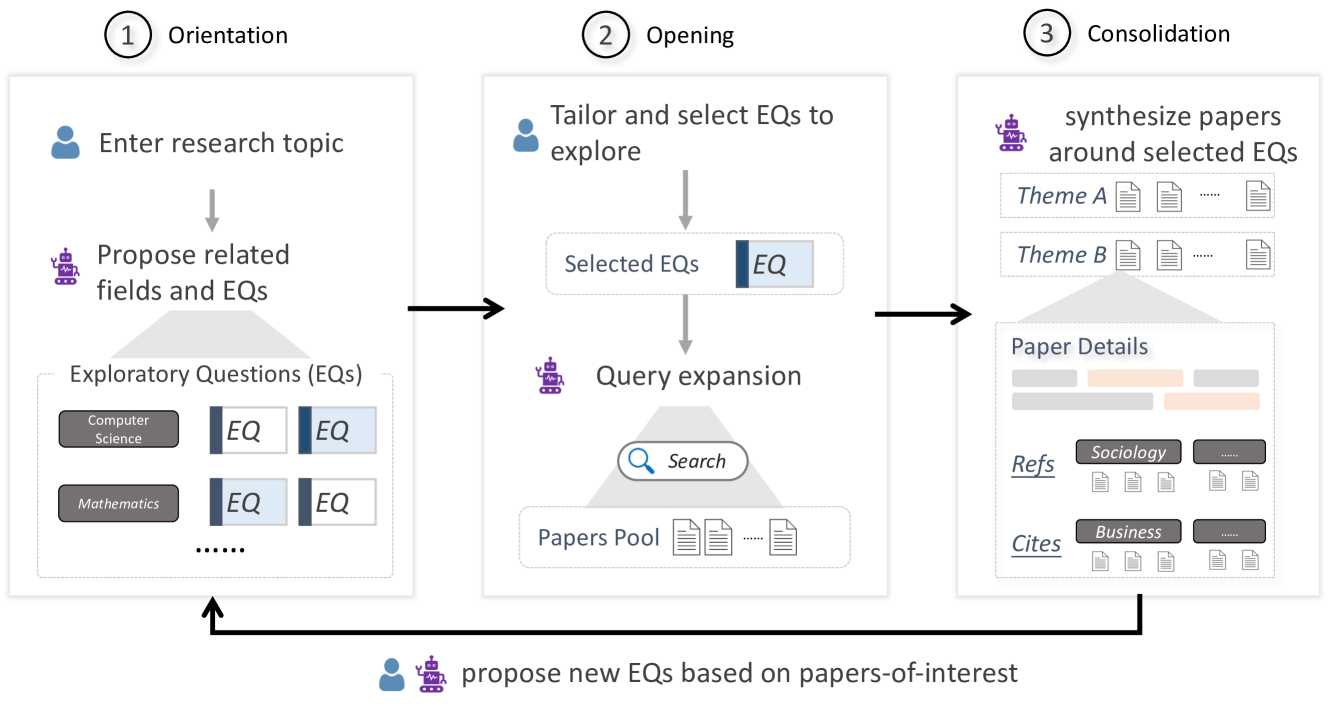 1 Orientation
Enter research topic
Propose related
fields and EQs
Exploratory Questions (EQs)
Computer
Science
EQ
EQ
Mathematics
EQ
EQ
......
2 Opening
Tailor and select EQs to
explore
Selected EQs
EQ
Query expansion
Search
Papers Pool
......
3 Consolidation
synthesize papers
around selected EQs
Theme A
......
Theme B
......
Paper Details
Refs
Sociology
......
Cites
Business
......
propose new EQs based on papers-of-interest